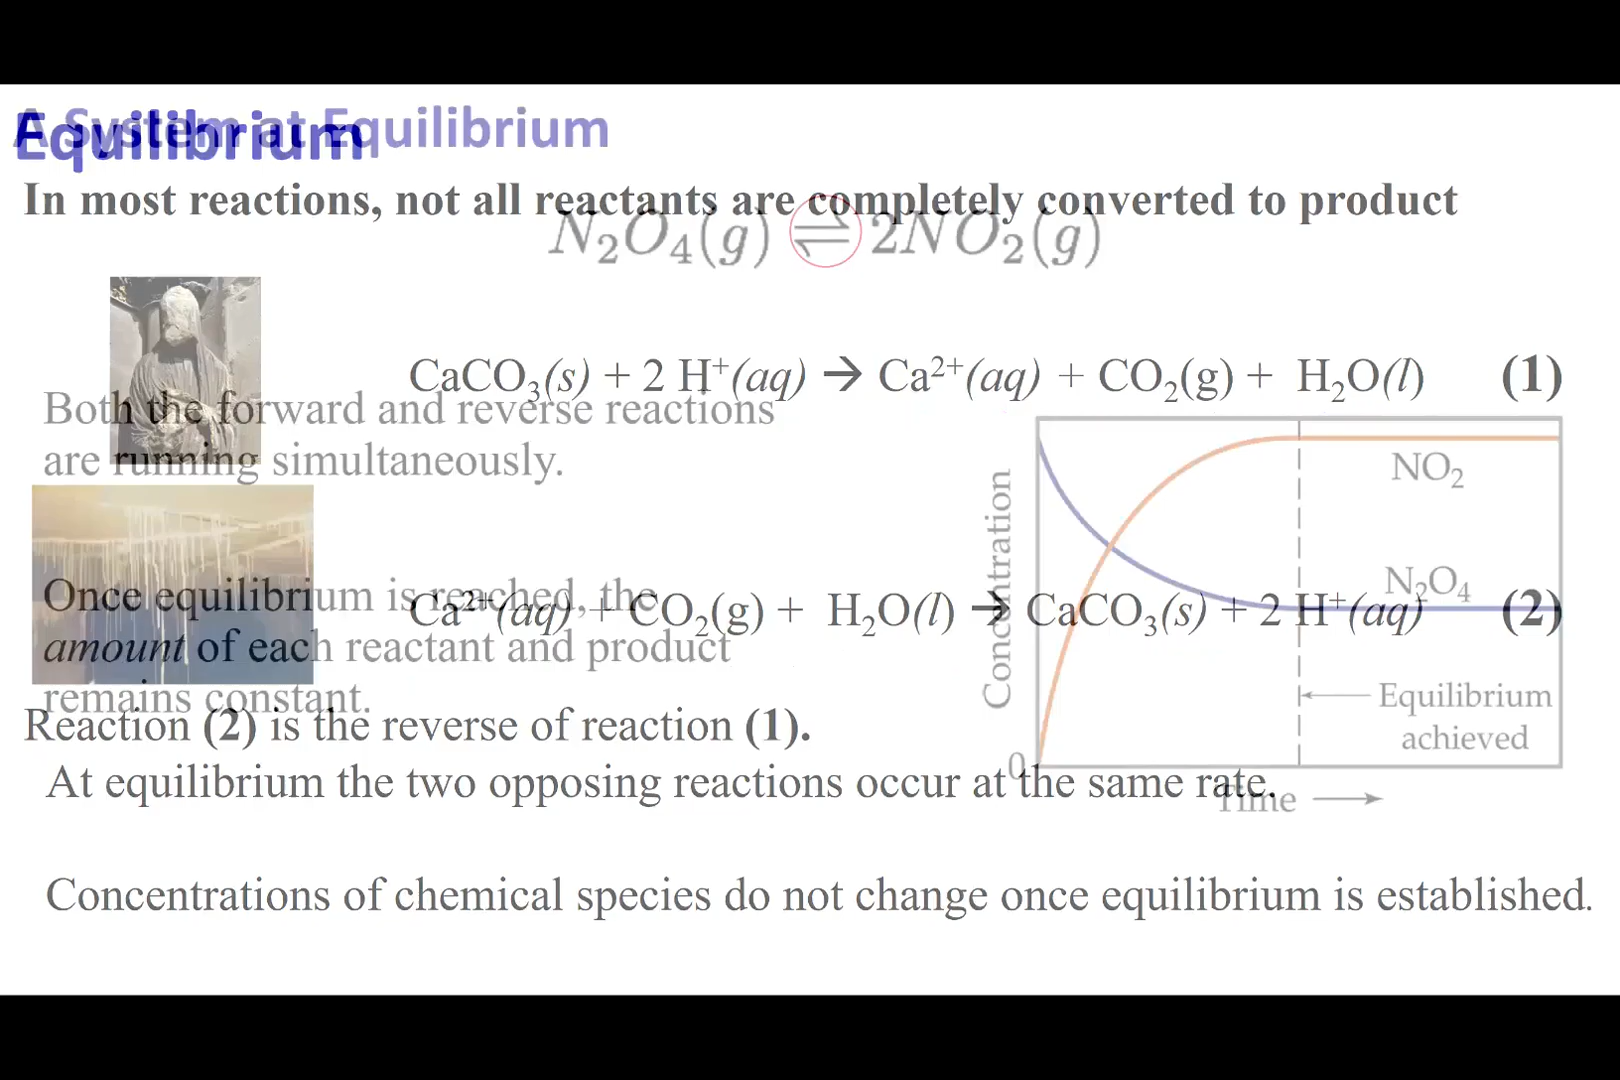 Equilibrium
A System at Equilibrium
In most reactions, not all reactants are completely converted to product
N₂O₄(g) ⇌ 2NO₂(g)
CaCO₃(s) + 2 H⁺(aq) → Ca²⁺(aq) + CO₂(g) + H₂O(l) (1)
Both the forward and reverse reactions
are running simultaneously.
NO₂
Concentration
N₂O₄
Once equilibrium is reached, the
amount of each reactant and product
remains constant.
Ca²⁺(aq) + CO₂(g) + H₂O(l) → CaCO₃(s) + 2 H⁺(aq) (2)
Equilibrium
achieved
Reaction (2) is the reverse of reaction (1).
0
Time
At equilibrium the two opposing reactions occur at the same rate.
Concentrations of chemical species do not change once equilibrium is established.